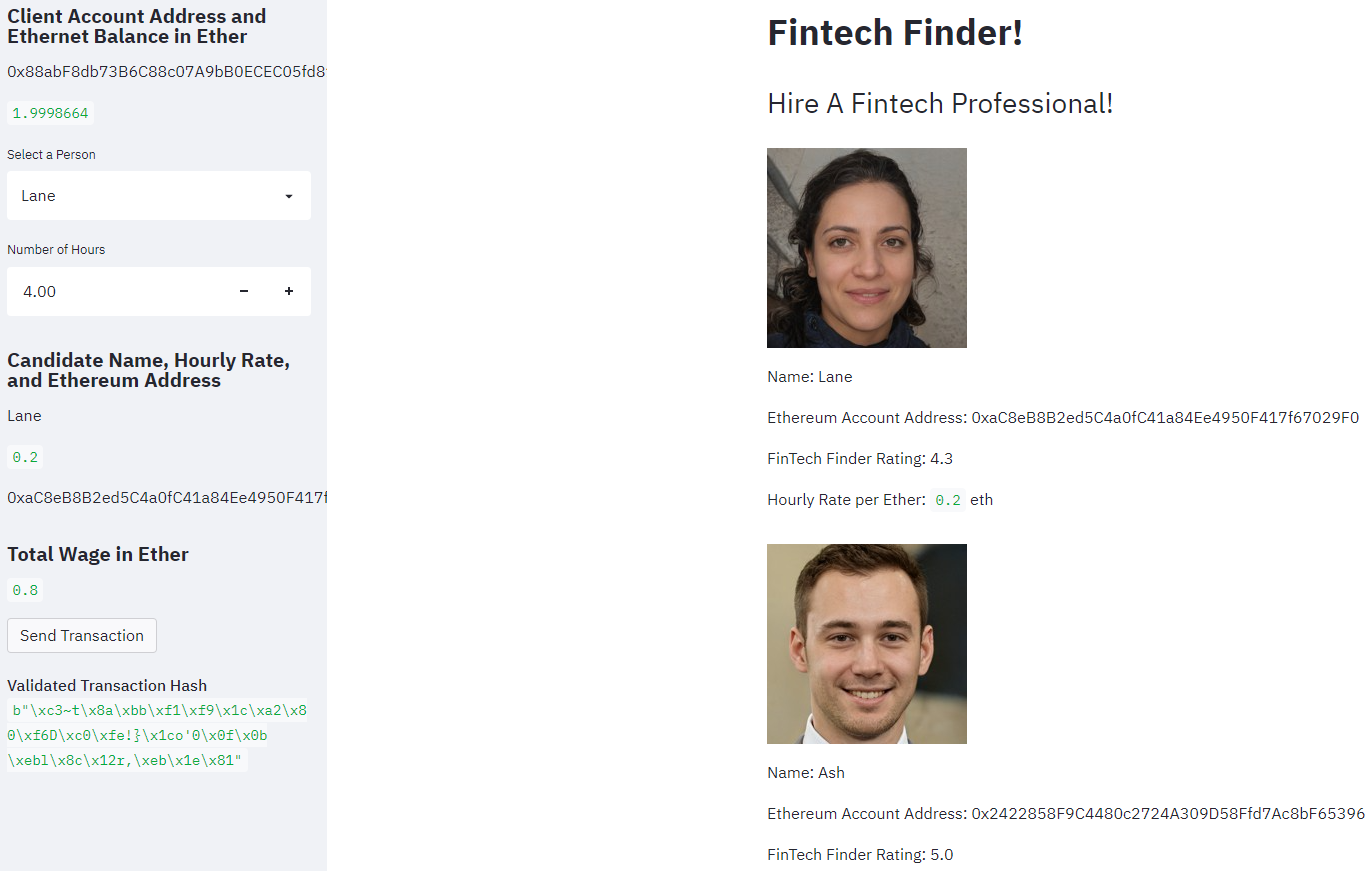 Client Account Address and
Ethernet Balance in Ether
0x88abF8db73B6C88c07A9bB0ECEC05fd8
1.9998664
Select a Person
Lane
Number of Hours
4.00
Candidate Name, Hourly Rate,
and Ethereum Address
Lane
0.2
0xaC8eB8B2ed5C4a0fC41a84Ee4950F417f
Total Wage in Ether
0.8
Send Transaction
Validated Transaction Hash
b"\xc3~t\x8a\xbb\xf1\xf9\x1c\xa2\x8
0\xf6D\xc0\xfe!}\x1co'0\x0f\x0b
\xebl\x8c\x12r,\xeb\x1e\x81"
Fintech Finder!
Hire A Fintech Professional!
Name: Lane
Ethereum Account Address: 0xaC8eB8B2ed5C4a0fC41a84Ee4950F417f67029F0
FinTech Finder Rating: 4.3
Hourly Rate per Ether: 0.2 eth
Name: Ash
Ethereum Account Address: 0x2422858F9C4480c2724A309D58Ffd7Ac8bF65396
FinTech Finder Rating: 5.0